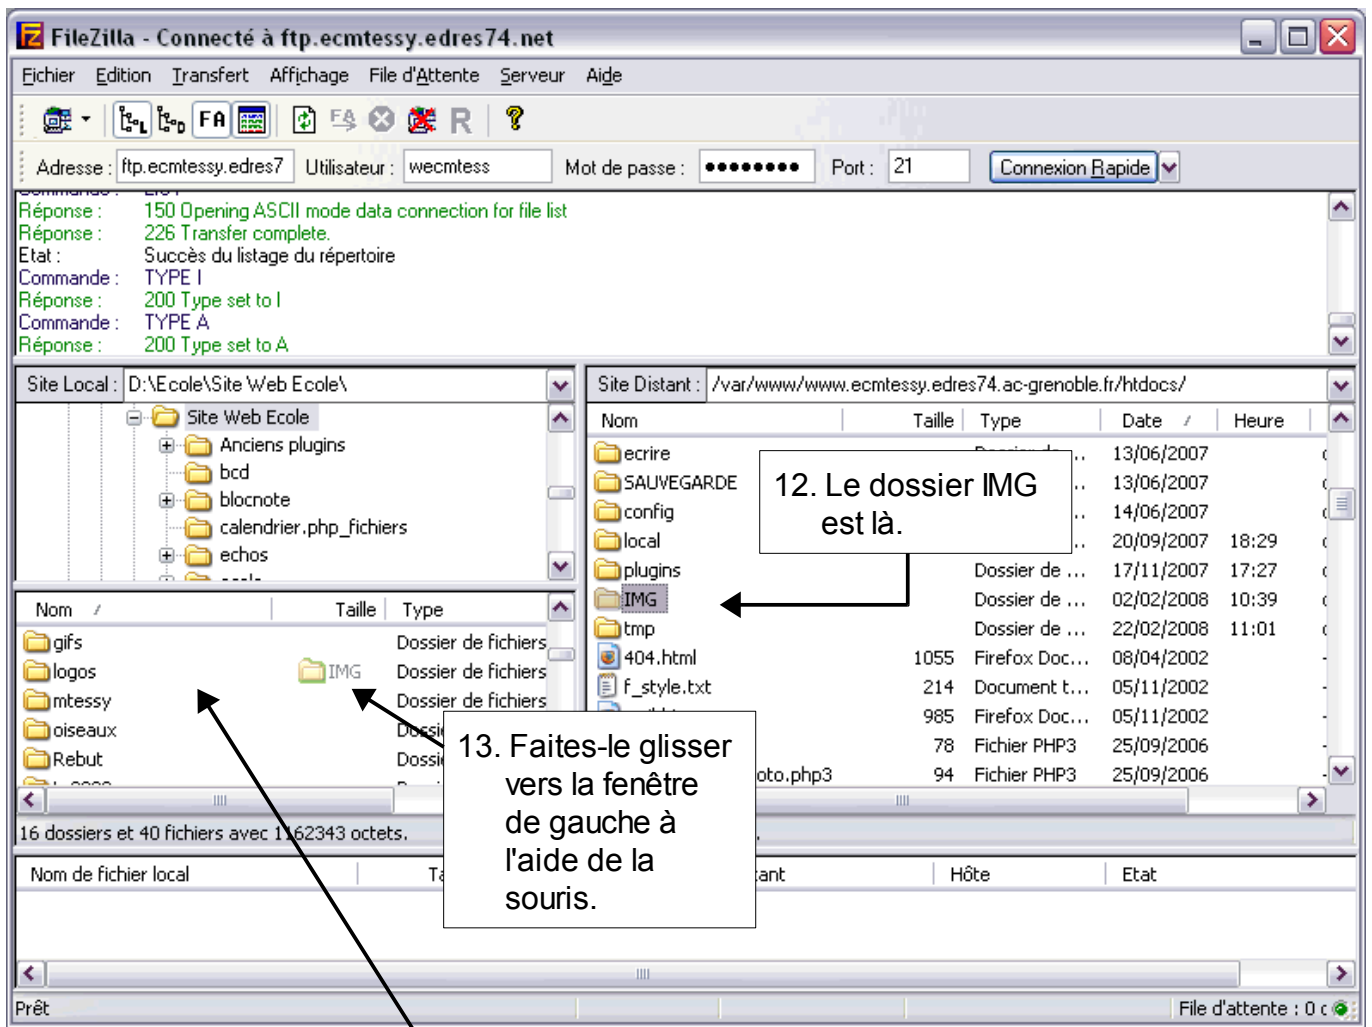 FileZilla - Connecté à ftp.ecmtessy.edres74.net
Fichier Edition Transfert Affichage File d'Attente Serveur Aide
Adresse : ftp.ecmtessy.edres7 Utilisateur : wecmtess Mot de passe : ●●●●●●●● Port : 21 Connexion Rapide
Réponse : 150 Opening ASCII mode data connection for file list
Réponse : 226 Transfer complete.
Etat : Succès du listage du répertoire
Commande : TYPE I
Réponse : 200 Type set to I
Commande : TYPE A
Réponse : 200 Type set to A
Site Local : D:\Ecole\Site Web Ecole\
Site Web Ecole
Anciens plugins
bcd
blocnote
calendrier.php_fichiers
echos
Nom Taille Type
gifs Dossier de fichiers
logos IMG Dossier de fichiers
mtessy Dossier de fichiers
oiseaux
Rebut
16 dossiers et 40 fichiers avec 1162343 octets.
Site Distant : /var/www/www.ecmtessy.edres74.ac-grenoble.fr/htdocs/
Nom Taille Type Date Heure
ecrire 13/06/2007
SAUVEGARDE 13/06/2007
config 14/06/2007
local 20/09/2007 18:29
plugins Dossier de ... 17/11/2007 17:27
IMG Dossier de ... 02/02/2008 10:39
tmp Dossier de ... 22/02/2008 11:01
404.html 1055 Firefox Doc... 08/04/2002
f_style.txt 214 Document t... 05/11/2002
985 Firefox Doc... 05/11/2002
78 Fichier PHP3 25/09/2006
oto.php3 94 Fichier PHP3 25/09/2006
12. Le dossier IMG
est là.
13. Faites-le glisser
vers la fenêtre
de gauche à
l'aide de la
souris.
Nom de fichier local Hôte Etat
Prêt File d'attente : 0